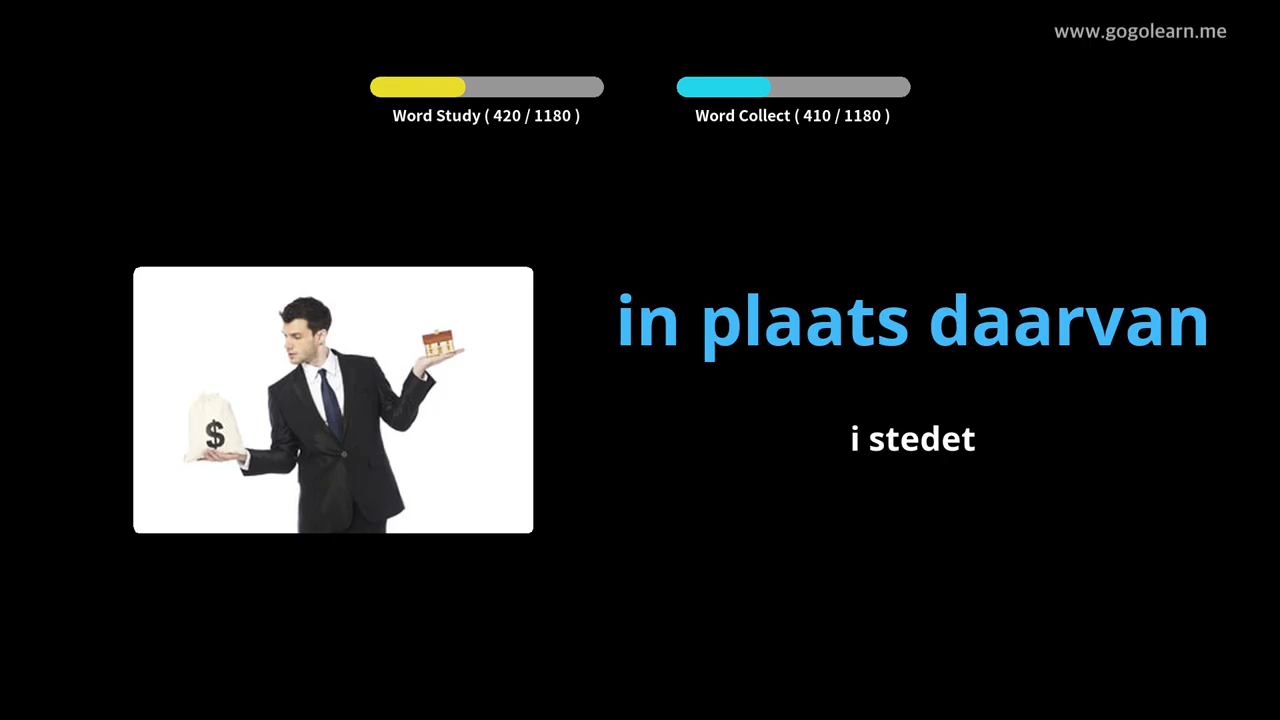 www.gogolearn.me
Word Study ( 420 / 1180 )
Word Collect ( 410 / 1180 )
in plaats daarvan
$
i stedet